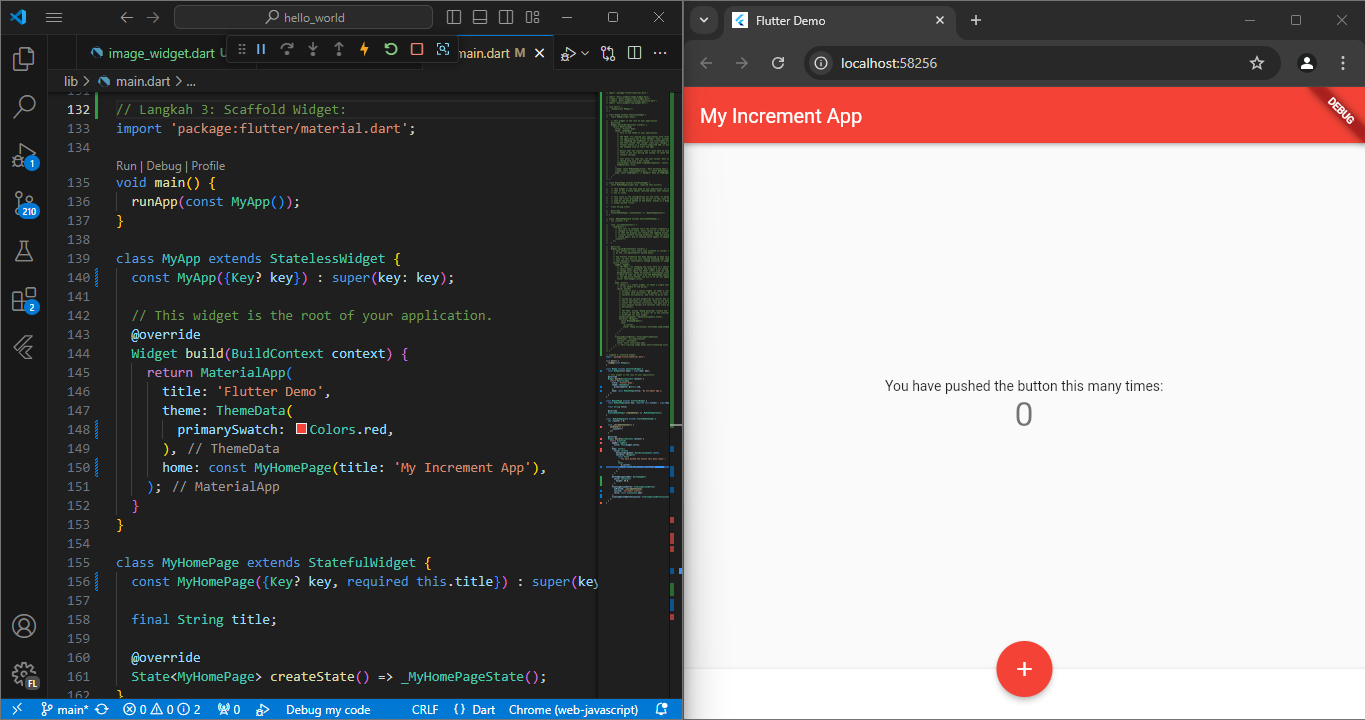 hello_world
image_widget.dart U
main.dart M
lib > main.dart > ...
131
132 // Langkah 3: Scaffold Widget:
133 import 'package:flutter/material.dart';
134
Run | Debug | Profile
135 void main() {
136 runApp(const MyApp());
137 }
138
139 class MyApp extends StatelessWidget {
140 const MyApp({Key? key}) : super(key: key);
141
142 // This widget is the root of your application.
143 @override
144 Widget build(BuildContext context) {
145 return MaterialApp(
146 title: 'Flutter Demo',
147 theme: ThemeData(
148 primarySwatch: Colors.red,
149 ), // ThemeData
150 home: const MyHomePage(title: 'My Increment App'),
151 ); // MaterialApp
152 }
153 }
154
155 class MyHomePage extends StatefulWidget {
156 const MyHomePage({Key? key, required this.title}) : super(key
157
158 final String title;
159
160 @override
161 State<MyHomePage> createState() => _MyHomePageState();
162 }
1
210
2
FL
main* 0 0 2 0 Debug my code CRLF {} Dart Chrome (web-javascript)
Flutter Demo
localhost:58256
My Increment App
DEBUG
You have pushed the button this many times:
0
+